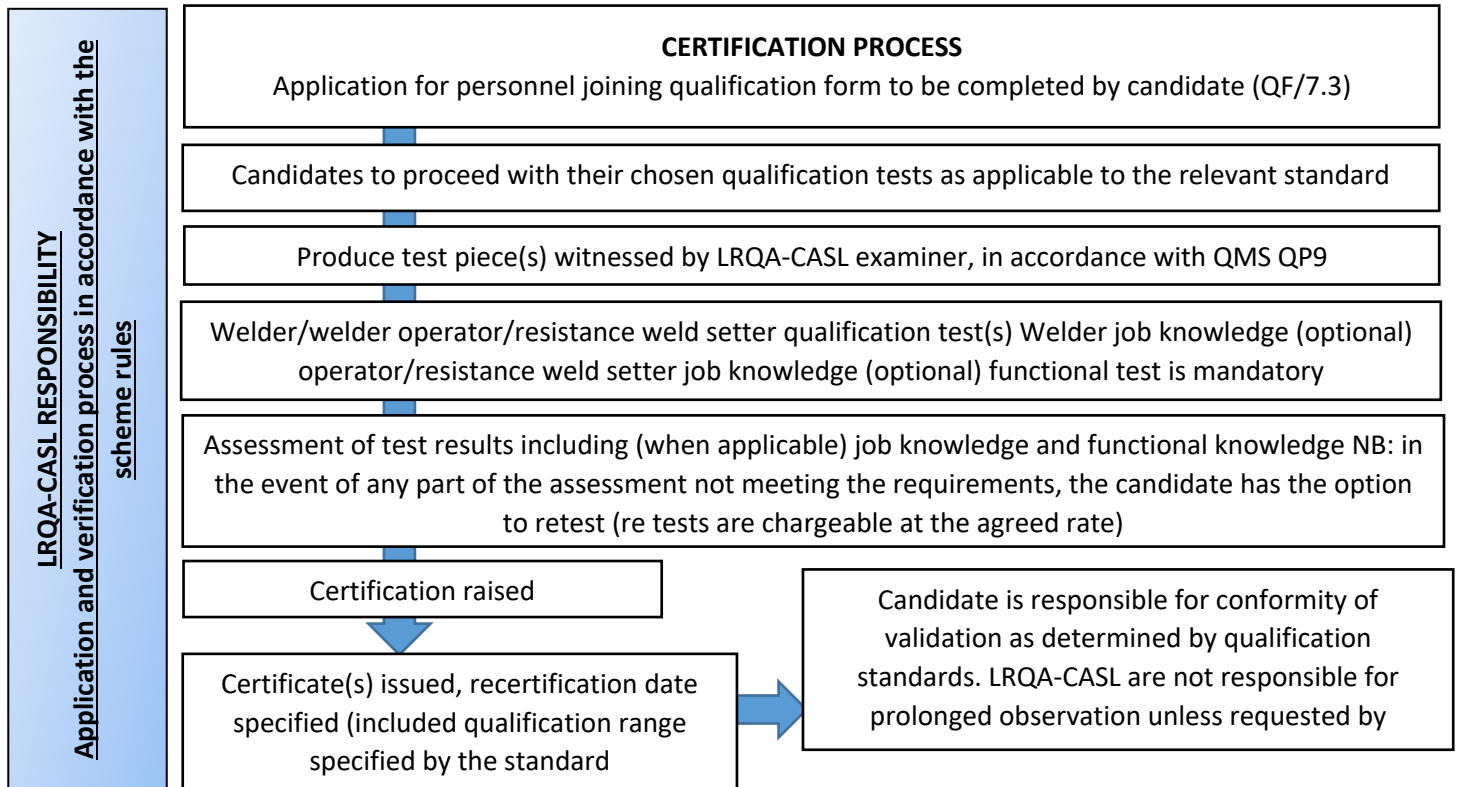 LRQA-CASL RESPONSIBILITY
Application and verification process in accordance with the
scheme rules
CERTIFICATION PROCESS
Application for personnel joining qualification form to be completed by candidate (QF/7.3)
Candidates to proceed with their chosen qualification tests as applicable to the relevant standard
Produce test piece(s) witnessed by LRQA-CASL examiner, in accordance with QMS QP9
Welder/welder operator/resistance weld setter qualification test(s) Welder job knowledge (optional)
operator/resistance weld setter job knowledge (optional) functional test is mandatory
Assessment of test results including (when applicable) job knowledge and functional knowledge NB: in
the event of any part of the assessment not meeting the requirements, the candidate has the option
to retest (re tests are chargeable at the agreed rate)
Certification raised
Certificate(s) issued, recertification date
specified (included qualification range
specified by the standard
Candidate is responsible for conformity of
validation as determined by qualification
standards. LRQA-CASL are not responsible for
prolonged observation unless requested by